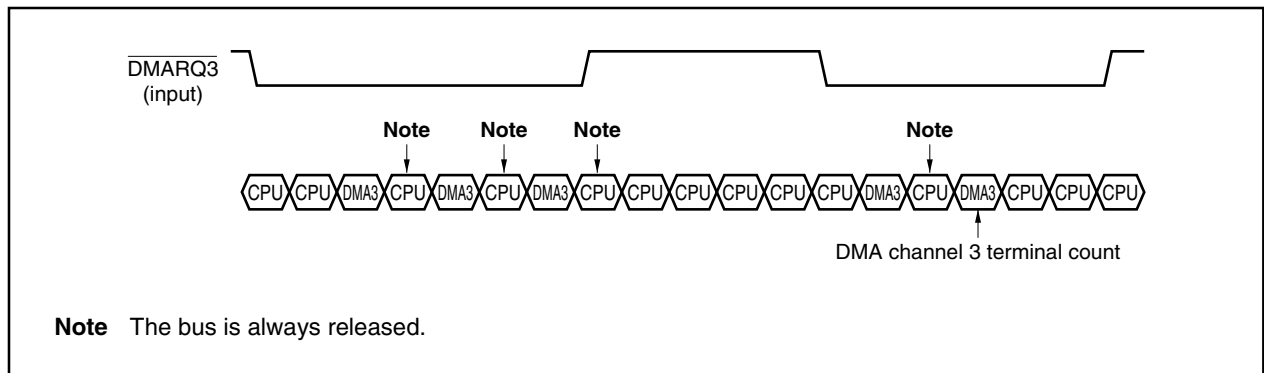 DMARQ3
(input)
Note Note Note Note
CPU CPU DMA3 CPU DMA3 CPU DMA3 CPU CPU CPU CPU CPU CPU DMA3 CPU DMA3 CPU CPU CPU
DMA channel 3 terminal count
Note The bus is always released.